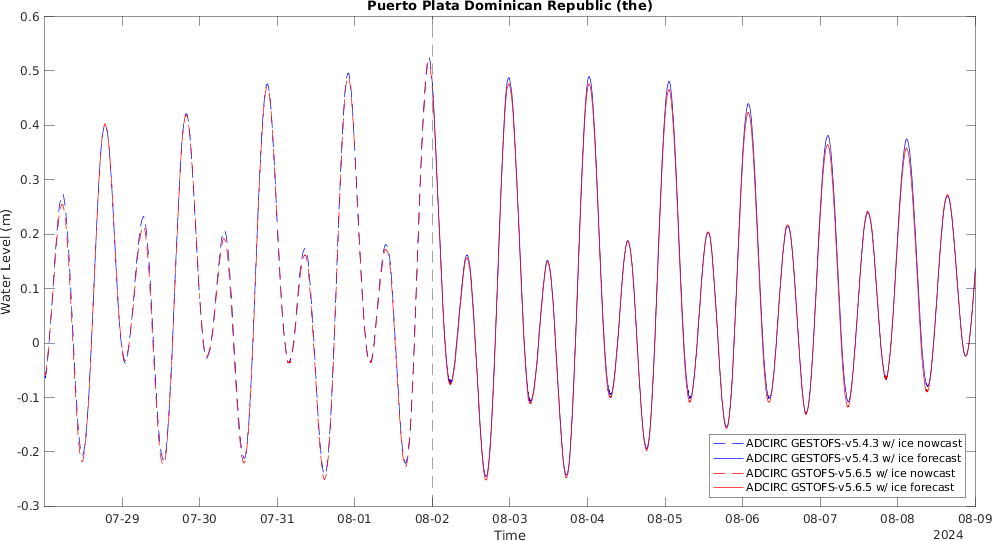 Puerto Plata Dominican Republic (the)
0.6
0.5
0.4
0.3
0.2
0.1
0
-0.1
-0.2
-0.3
Water Level (m)
ADCIRC GESTOFS-v5.4.3 w/ ice nowcast
ADCIRC GESTOFS-v5.4.3 w/ ice forecast
ADCIRC GSTOFS-v5.6.5 w/ ice nowcast
ADCIRC GSTOFS-v5.6.5 w/ ice forecast
07-29 07-30 07-31 08-01 08-02 08-03 08-04 08-05 08-06 08-07 08-08 08-09
Time
2024